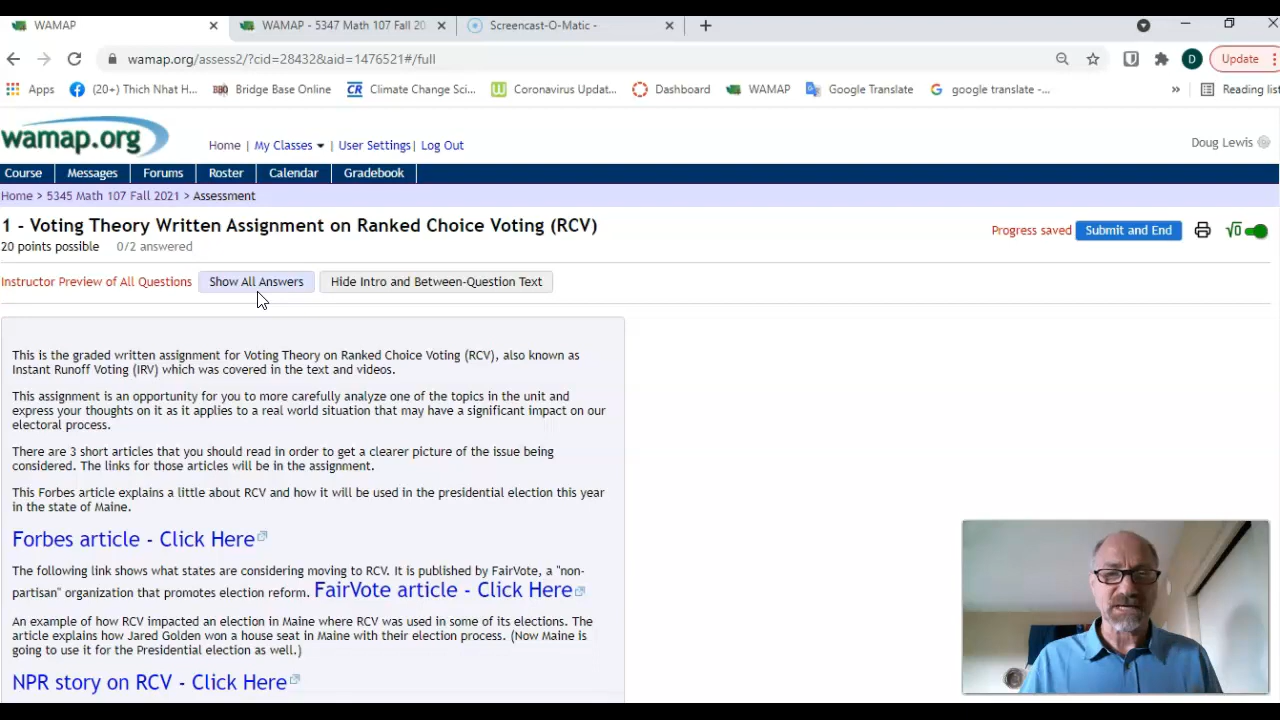 WAMAP
WAMAP - 5347 Math 107 Fall 20
Screencast-O-Matic -
wamap.org/assess2/?cid=28432&aid=1476521#/full
D
Update
Apps
(20+) Thich Nhat H...
BBO
Bridge Base Online
CR
Climate Change Sci...
Coronavirus Updat...
Dashboard
WAMAP
Google Translate
google translate -...
»
Reading list
wamap.org
Home | My Classes | User Settings | Log Out
Doug Lewis
Course
Messages
Forums
Roster
Calendar
Gradebook
Home > 5345 Math 107 Fall 2021 > Assessment
1 - Voting Theory Written Assignment on Ranked Choice Voting (RCV)
20 points possible 0/2 answered
Progress saved
Submit and End
√0
Instructor Preview of All Questions
Show All Answers
Hide Intro and Between-Question Text
This is the graded written assignment for Voting Theory on Ranked Choice Voting (RCV), also known as
Instant Runoff Voting (IRV) which was covered in the text and videos.
This assignment is an opportunity for you to more carefully analyze one of the topics in the unit and
express your thoughts on it as it applies to a real world situation that may have a significant impact on our
electoral process.
There are 3 short articles that you should read in order to get a clearer picture of the issue being
considered. The links for those articles will be in the assignment.
This Forbes article explains a little about RCV and how it will be used in the presidential election this year
in the state of Maine.
Forbes article - Click Here
The following link shows what states are considering moving to RCV. It is published by FairVote, a "non-
partisan" organization that promotes election reform. FairVote article - Click Here
An example of how RCV impacted an election in Maine where RCV was used in some of its elections. The
article explains how Jared Golden won a house seat in Maine with their election process. (Now Maine is
going to use it for the Presidential election as well.)
NPR story on RCV - Click Here